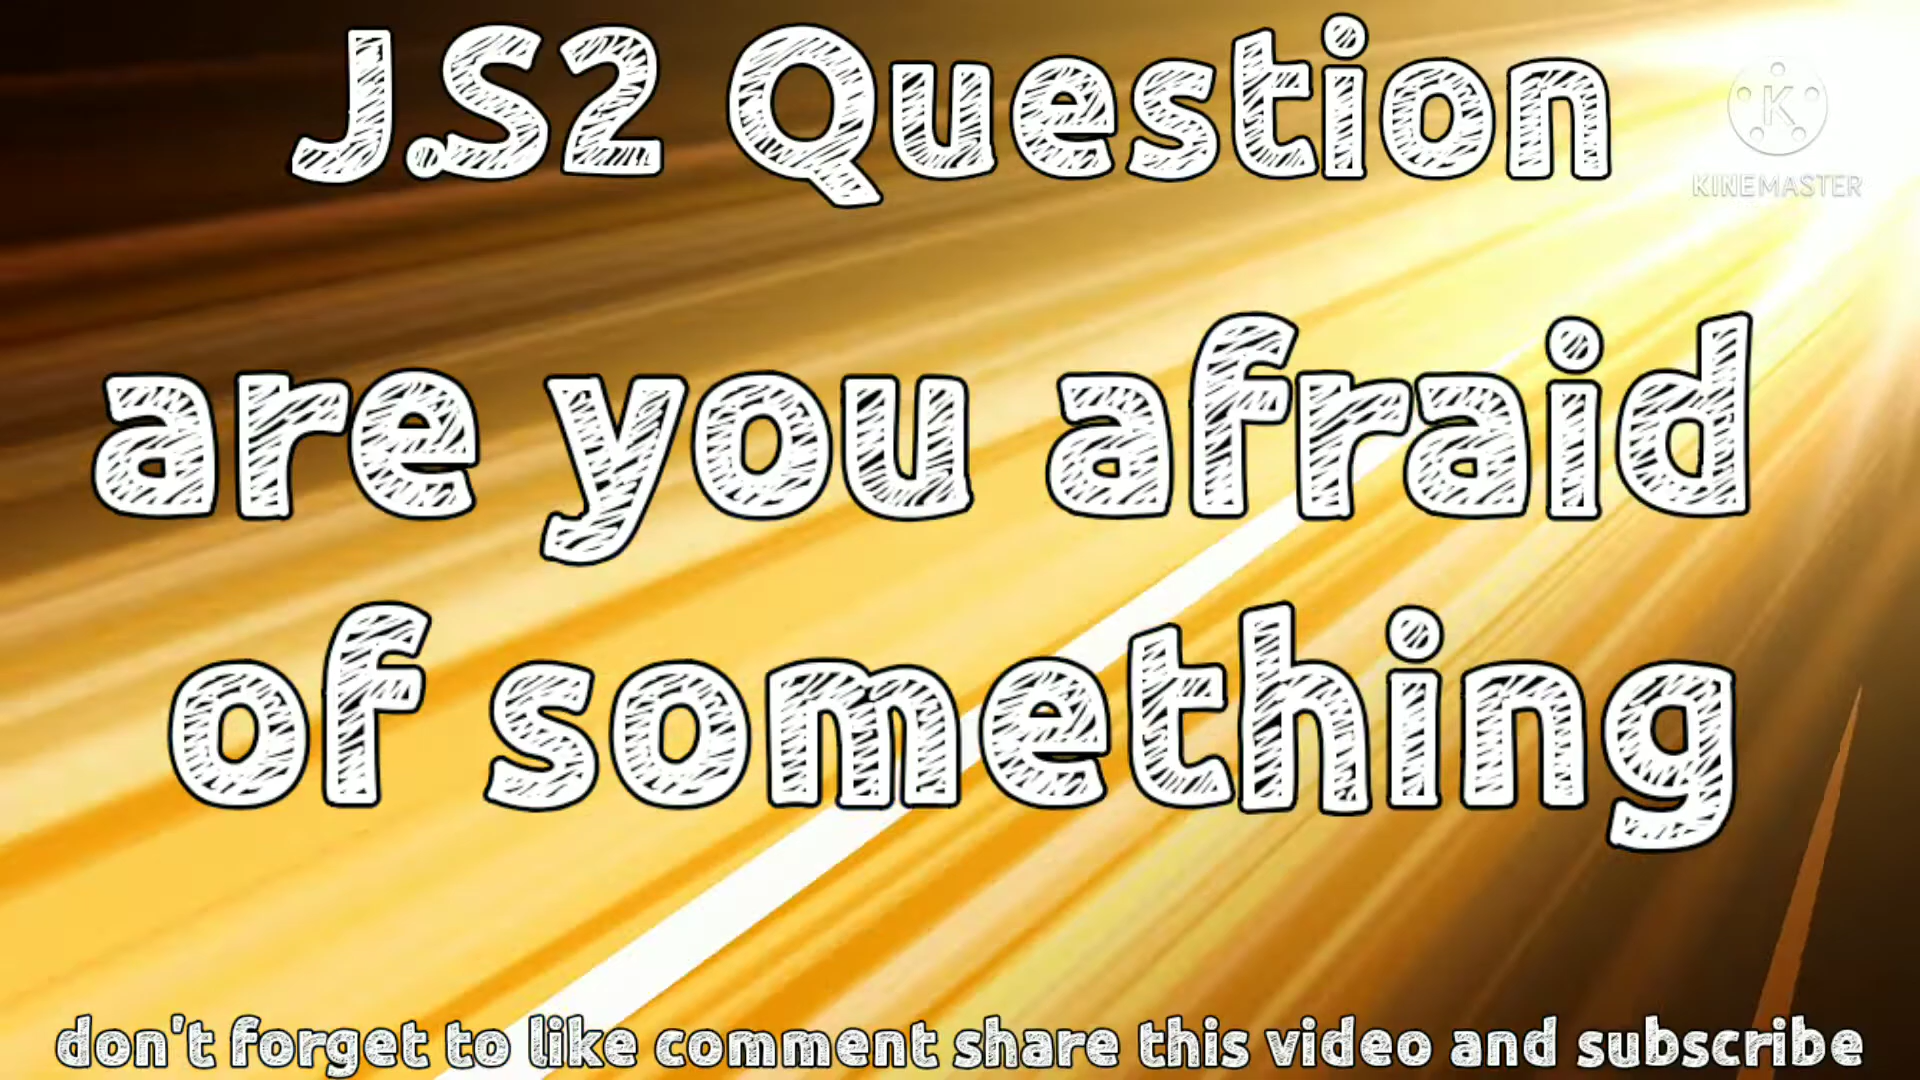 J.S2 Question
K
KINEMASTER
are you afraid
of something
don't forget to like comment share this video and subscribe